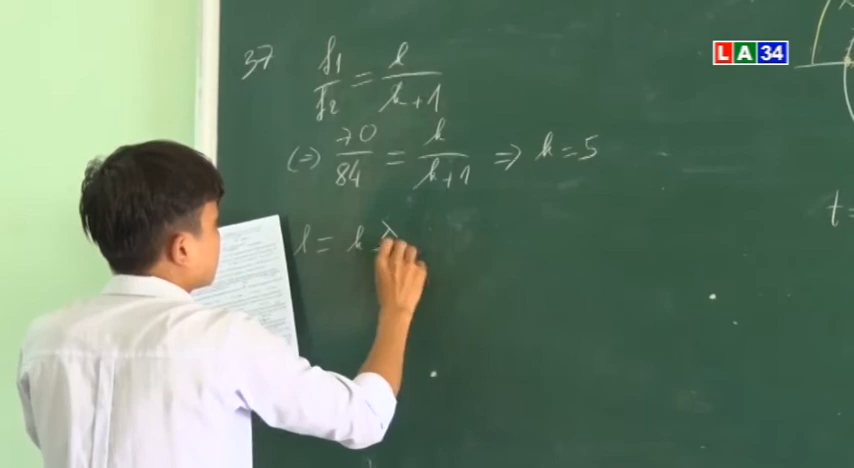 LA34
37 f1/f2 = k/k+1
(=) 70/84 = k/k+1 => k = 5
l = k λ
t=